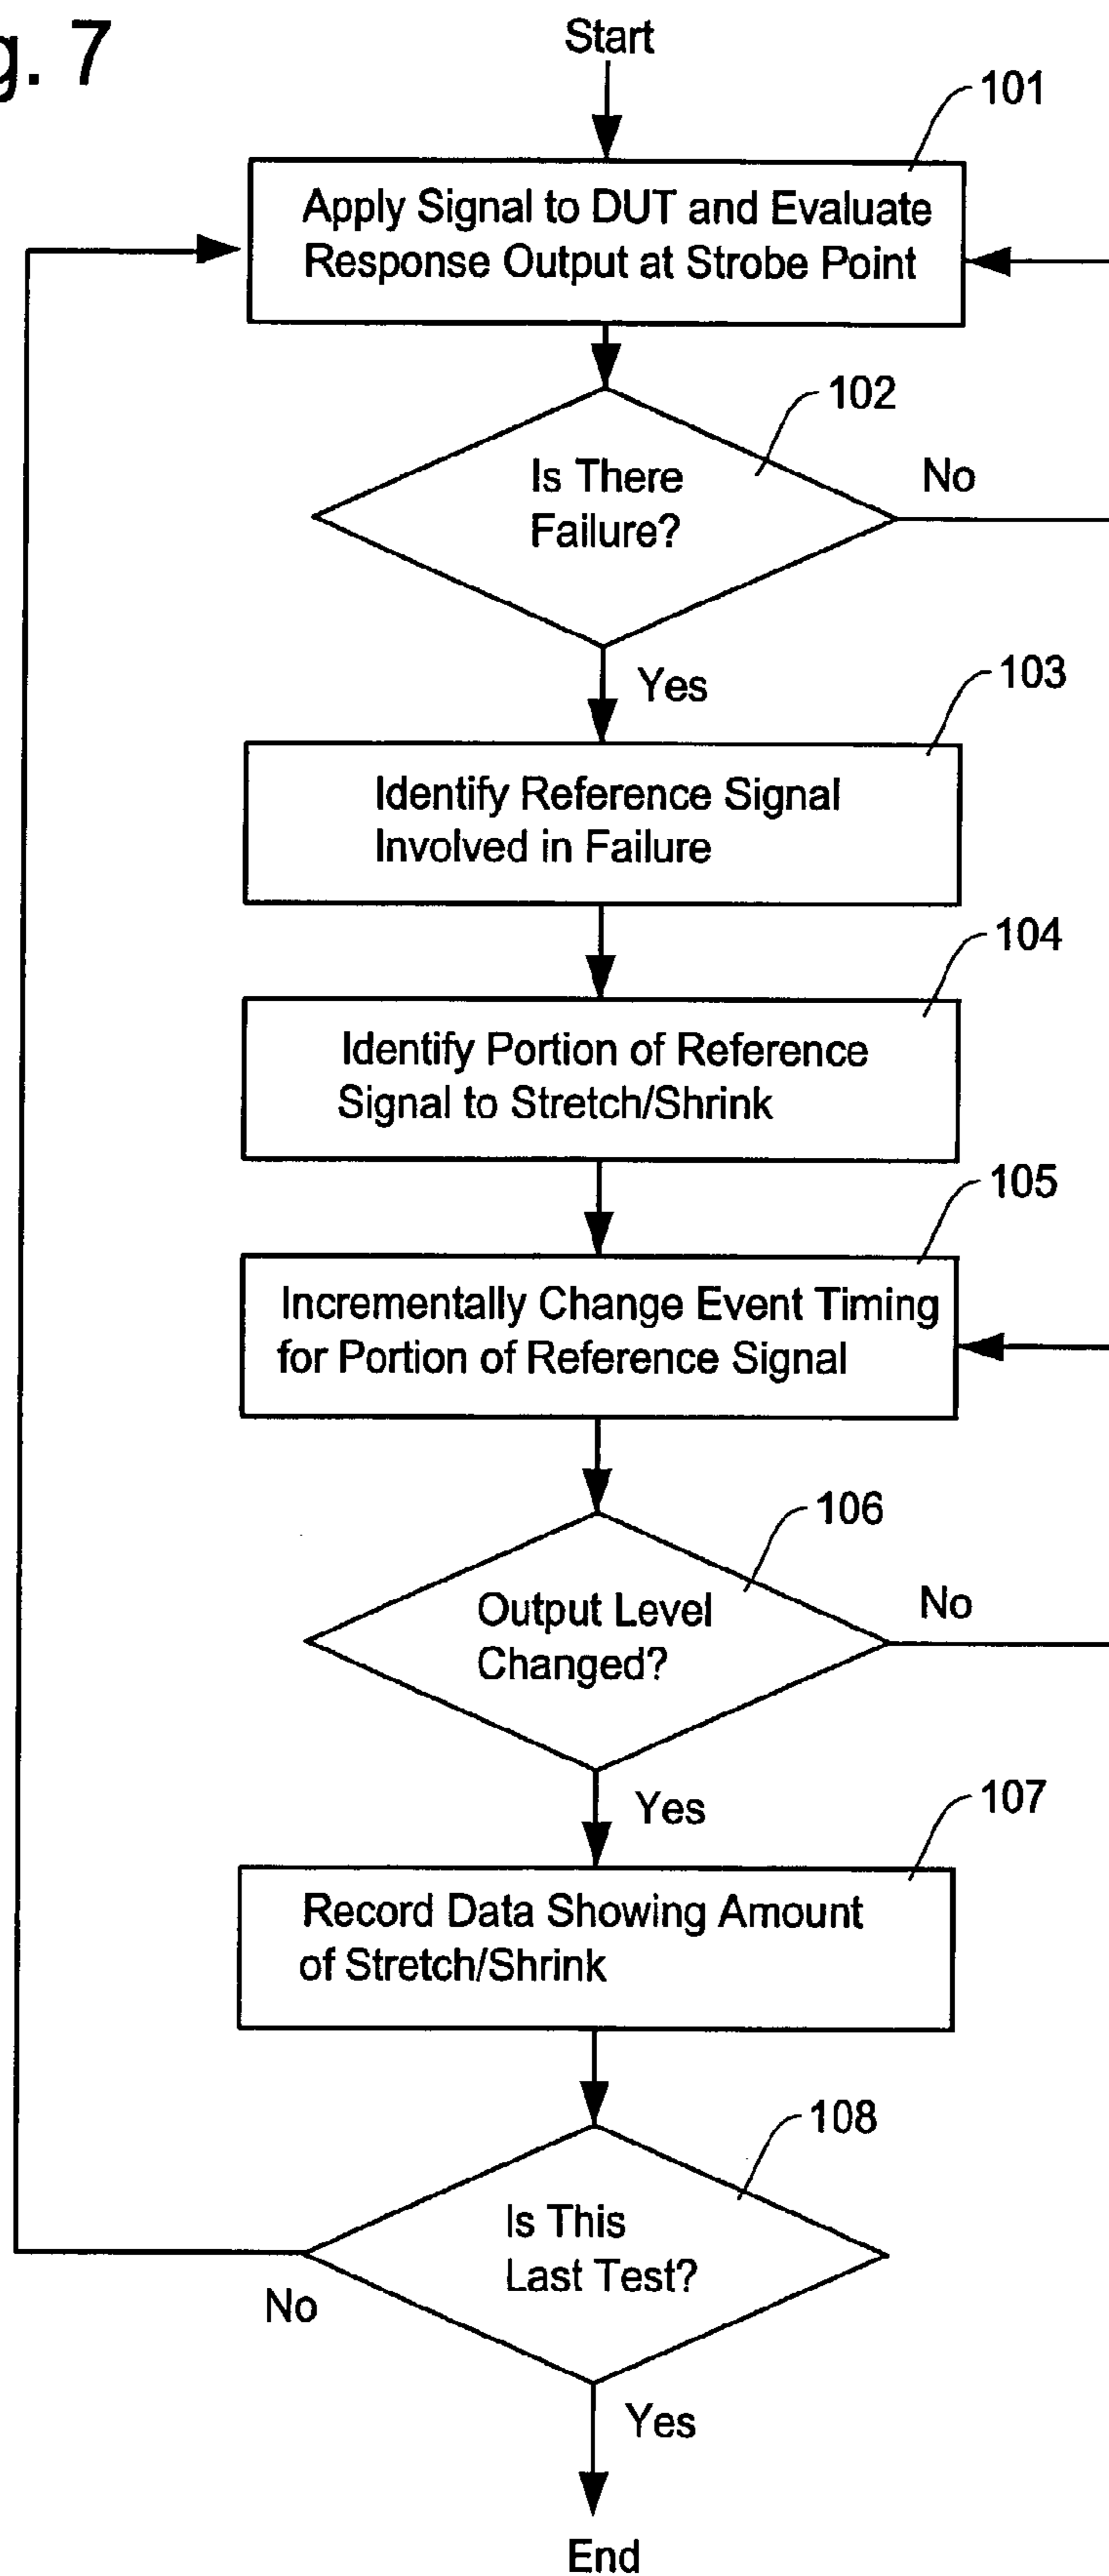 g. 7
Start
101
Apply Signal to DUT and Evaluate
Response Output at Strobe Point
102
Is There
Failure?
No
Yes
103
Identify Reference Signal
Involved in Failure
104
Identify Portion of Reference
Signal to Stretch/Shrink
105
Incrementally Change Event Timing
for Portion of Reference Signal
106
Output Level
Changed?
No
Yes
107
Record Data Showing Amount
of Stretch/Shrink
108
Is This
Last Test?
No
Yes
End